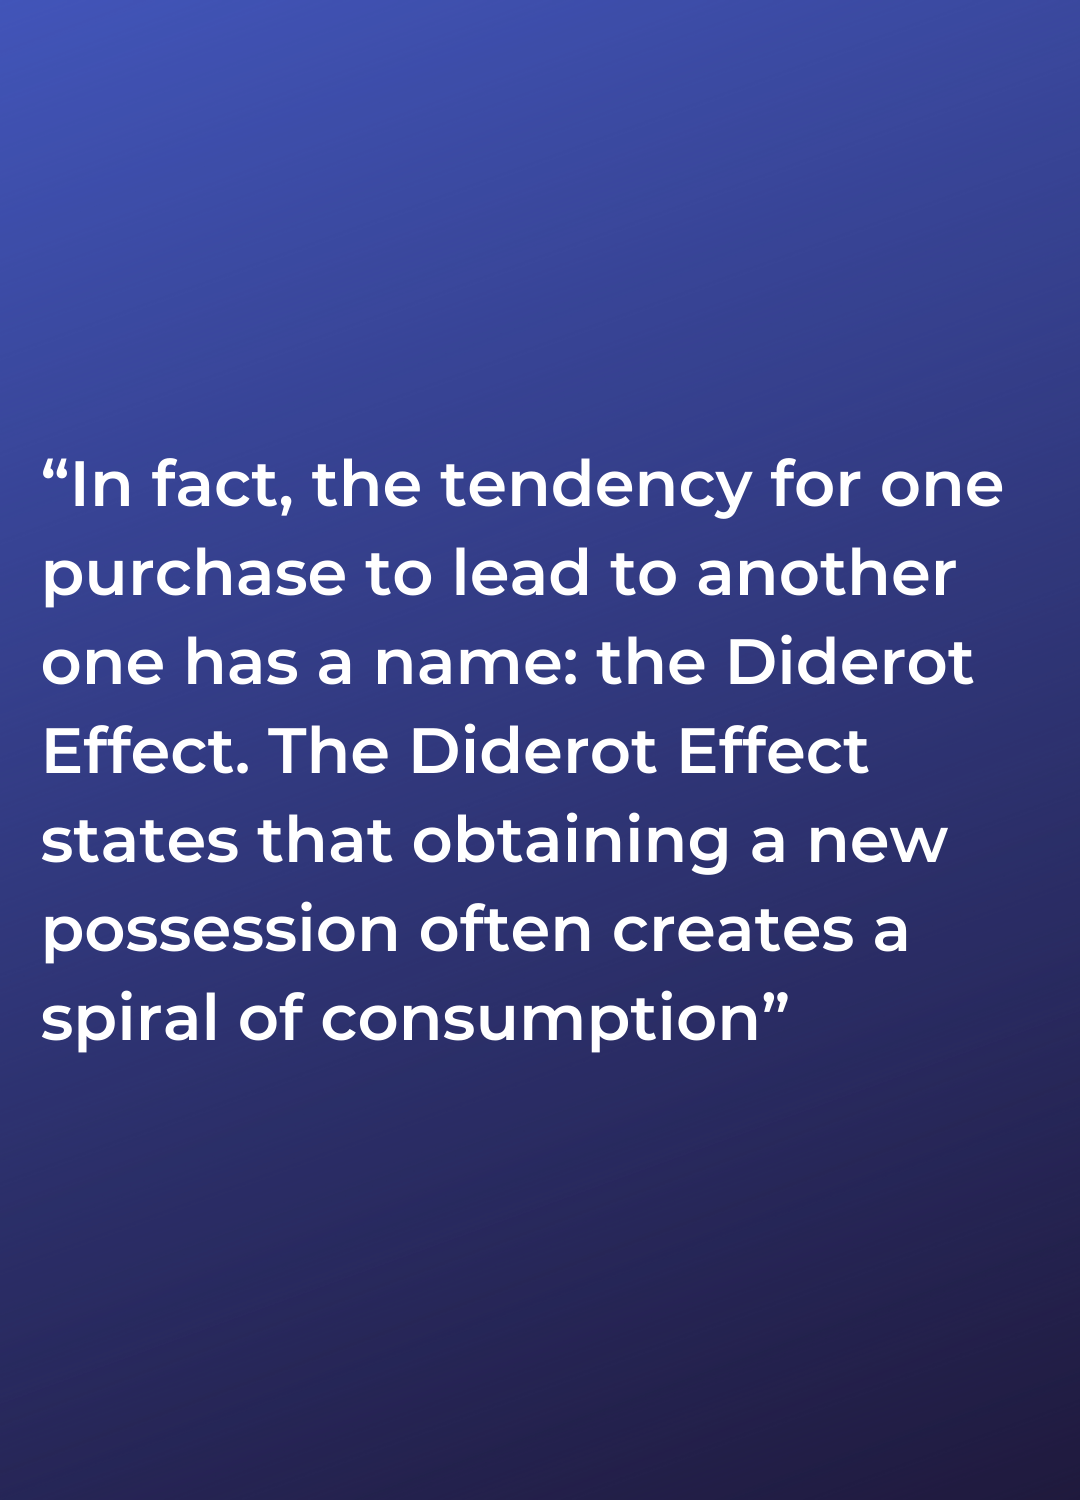 “In fact, the tendency for one
purchase to lead to another
one has a name: the Diderot
Effect. The Diderot Effect
states that obtaining a new
possession often creates a
spiral of consumption”